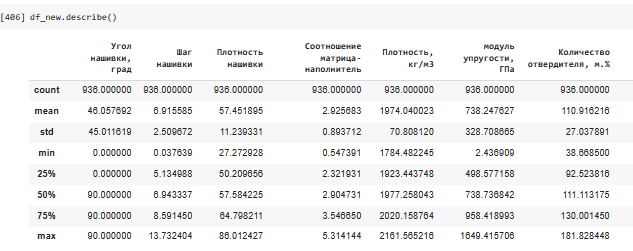 [406] df_new.describe()
Угол нашивки, град Шаг нашивки Плотность нашивки Соотношение матрица-наполнитель Плотность, кг/м3 модуль упругости, ГПа Количество отвердителя, м.%
count 936.000000 936.000000 936.000000 936.000000 936.000000 936.000000 936.000000
mean 46.057692 6.915585 57.451895 2.925683 1974.040023 738.247627 110.916216
std 45.011619 2.509672 11.239331 0.893712 70.808120 328.708665 27.037891
min 0.000000 0.037639 27.272928 0.547391 1784.482245 2.436909 38.668500
25% 0.000000 5.134988 50.209656 2.321931 1923.443748 498.577158 92.523816
50% 90.000000 6.943337 57.584225 2.904731 1977.258043 738.736842 111.113175
75% 90.000000 8.591450 64.798211 3.546650 2020.158764 958.418993 130.001450
max 90.000000 13.732404 86.012427 5.314144 2161.565216 1649.415706 181.828448